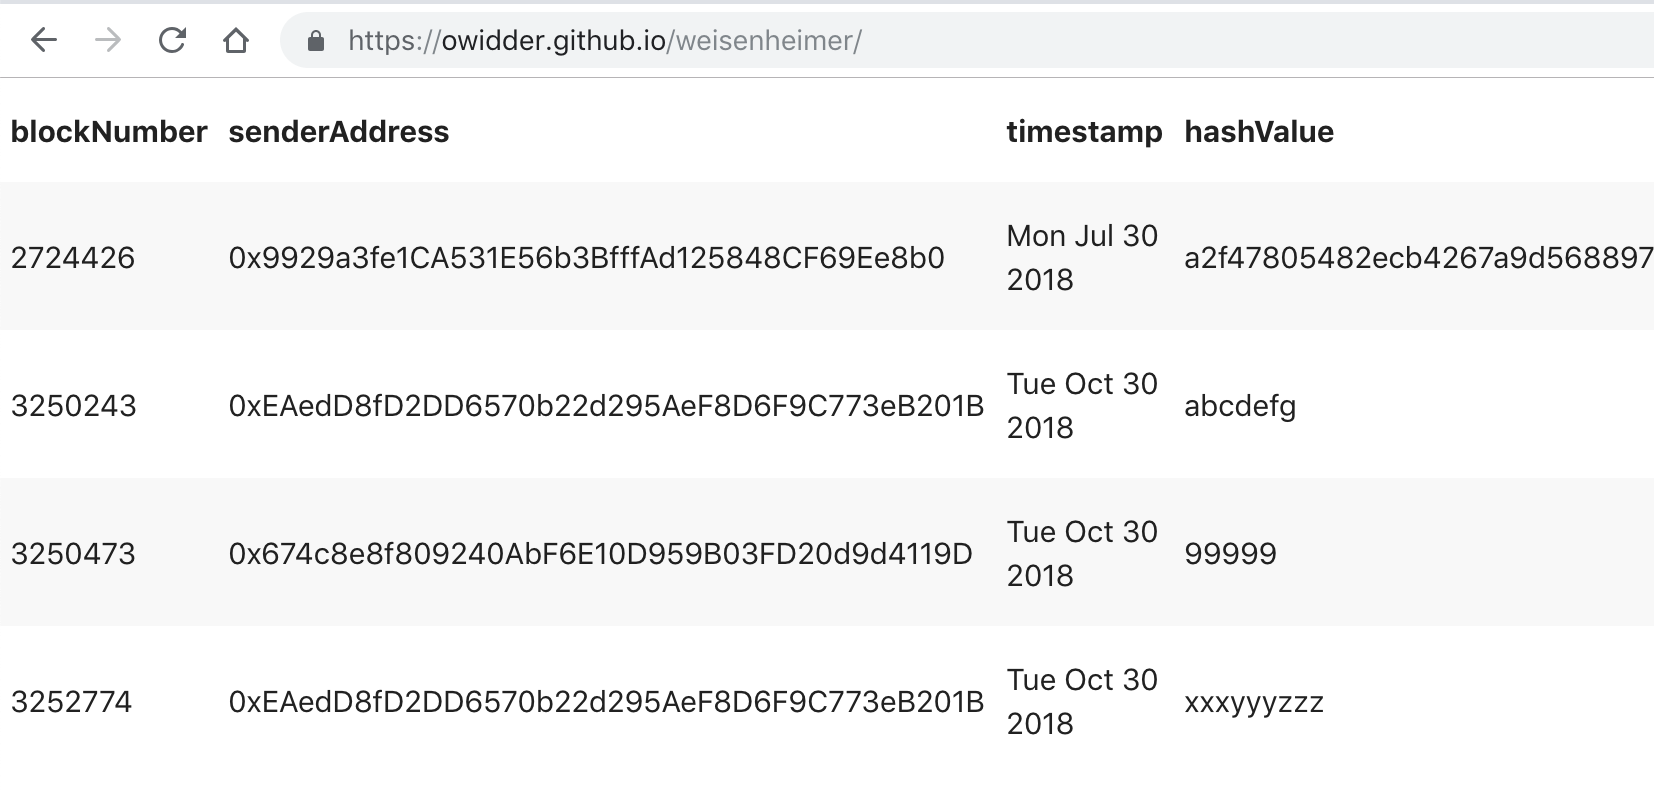 https://owidder.github.io/weisenheimer/
blockNumber senderAddress timestamp hashValue
2724426 0x9929a3fe1CA531E56b3BfffAd125848CF69Ee8b0 Mon Jul 30 2018 a2f47805482ecb4267a9d568897
3250243 0xEAedD8fD2DD6570b22d295AeF8D6F9C773eB201B Tue Oct 30 2018 abcdefg
3250473 0x674c8e8f809240AbF6E10D959B03FD20d9d4119D Tue Oct 30 2018 99999
3252774 0xEAedD8fD2DD6570b22d295AeF8D6F9C773eB201B Tue Oct 30 2018 xxxyyyzzz